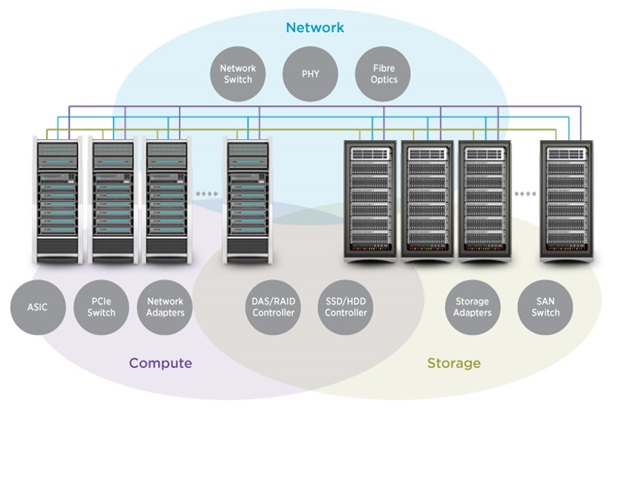 Network
Network
Switch
PHY
Fibre
Optics
ASIC
PCIe
Switch
Network
Adapters
DAS/RAID
Controller
SSD/HDD
Controller
Storage
Adapters
SAN
Switch
Compute
Storage